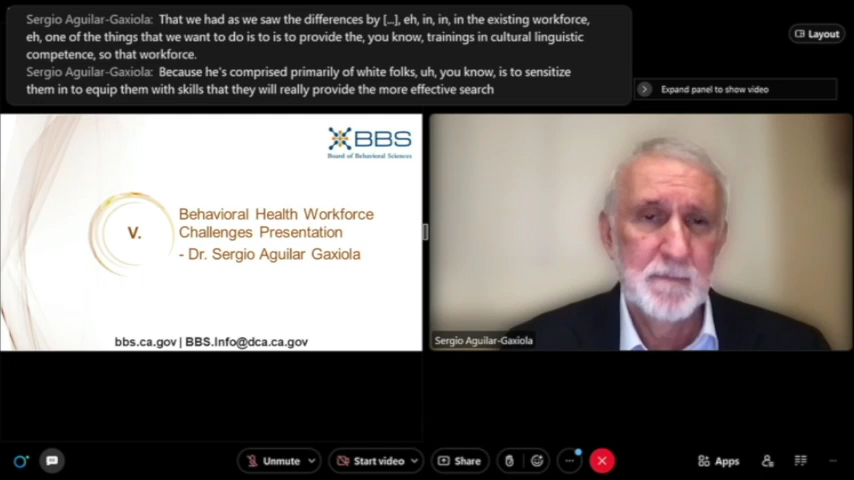 Sergio Aguilar-Gaxiola: That we had as we saw the differences by [...], eh, in, in, in the existing workforce,
eh, one of the things that we want to do is to is to provide the, you know, trainings in cultural linguistic
competence, so that workforce.
Sergio Aguilar-Gaxiola: Because he's comprised primarily of white folks, uh, you know, is to sensitize
them in to equip them with skills that they will really provide the more effective search
Layout
Expand panel to show video
BBS
Board of Behavioral Sciences
V.
Behavioral Health Workforce
Challenges Presentation
- Dr. Sergio Aguilar Gaxiola
bbs.ca.gov | BBS.Info@dca.ca.gov
Sergio Aguilar-Gaxiola
Unmute
Start video
Share
Apps